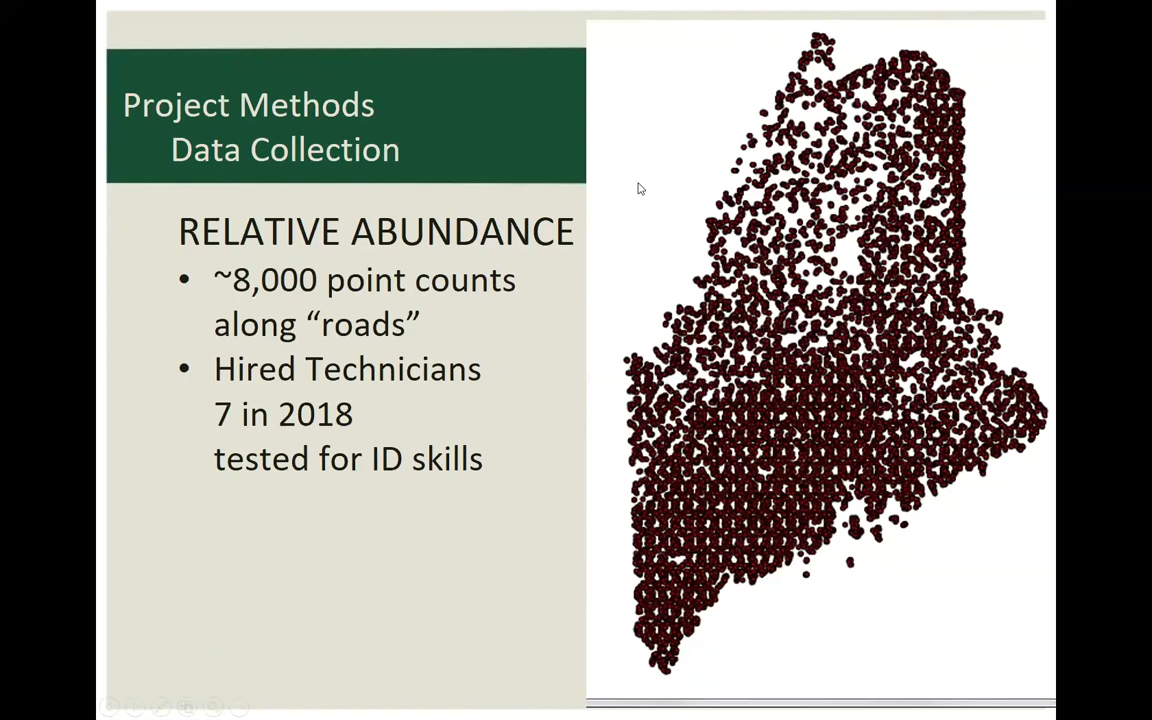 Project Methods
Data Collection
RELATIVE ABUNDANCE
• ~8,000 point counts
along “roads”
• Hired Technicians
7 in 2018
tested for ID skills